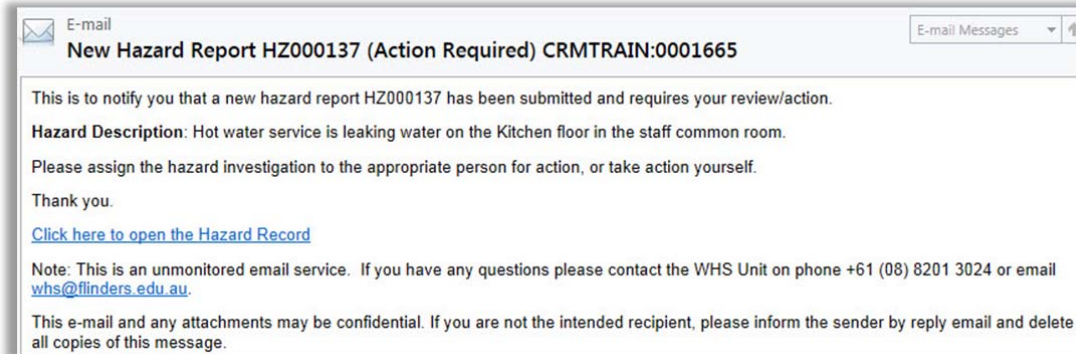 E-mail
New Hazard Report HZ000137 (Action Required) CRMTRAIN:0001665
E-mail Messages
This is to notify you that a new hazard report HZ000137 has been submitted and requires your review/action.
Hazard Description: Hot water service is leaking water on the Kitchen floor in the staff common room.
Please assign the hazard investigation to the appropriate person for action, or take action yourself.
Thank you.
Click here to open the Hazard Record
Note: This is an unmonitored email service.  If you have any questions please contact the WHS Unit on phone +61 (08) 8201 3024 or email
whs@flinders.edu.au.
This e-mail and any attachments may be confidential. If you are not the intended recipient, please inform the sender by reply email and delete
all copies of this message.